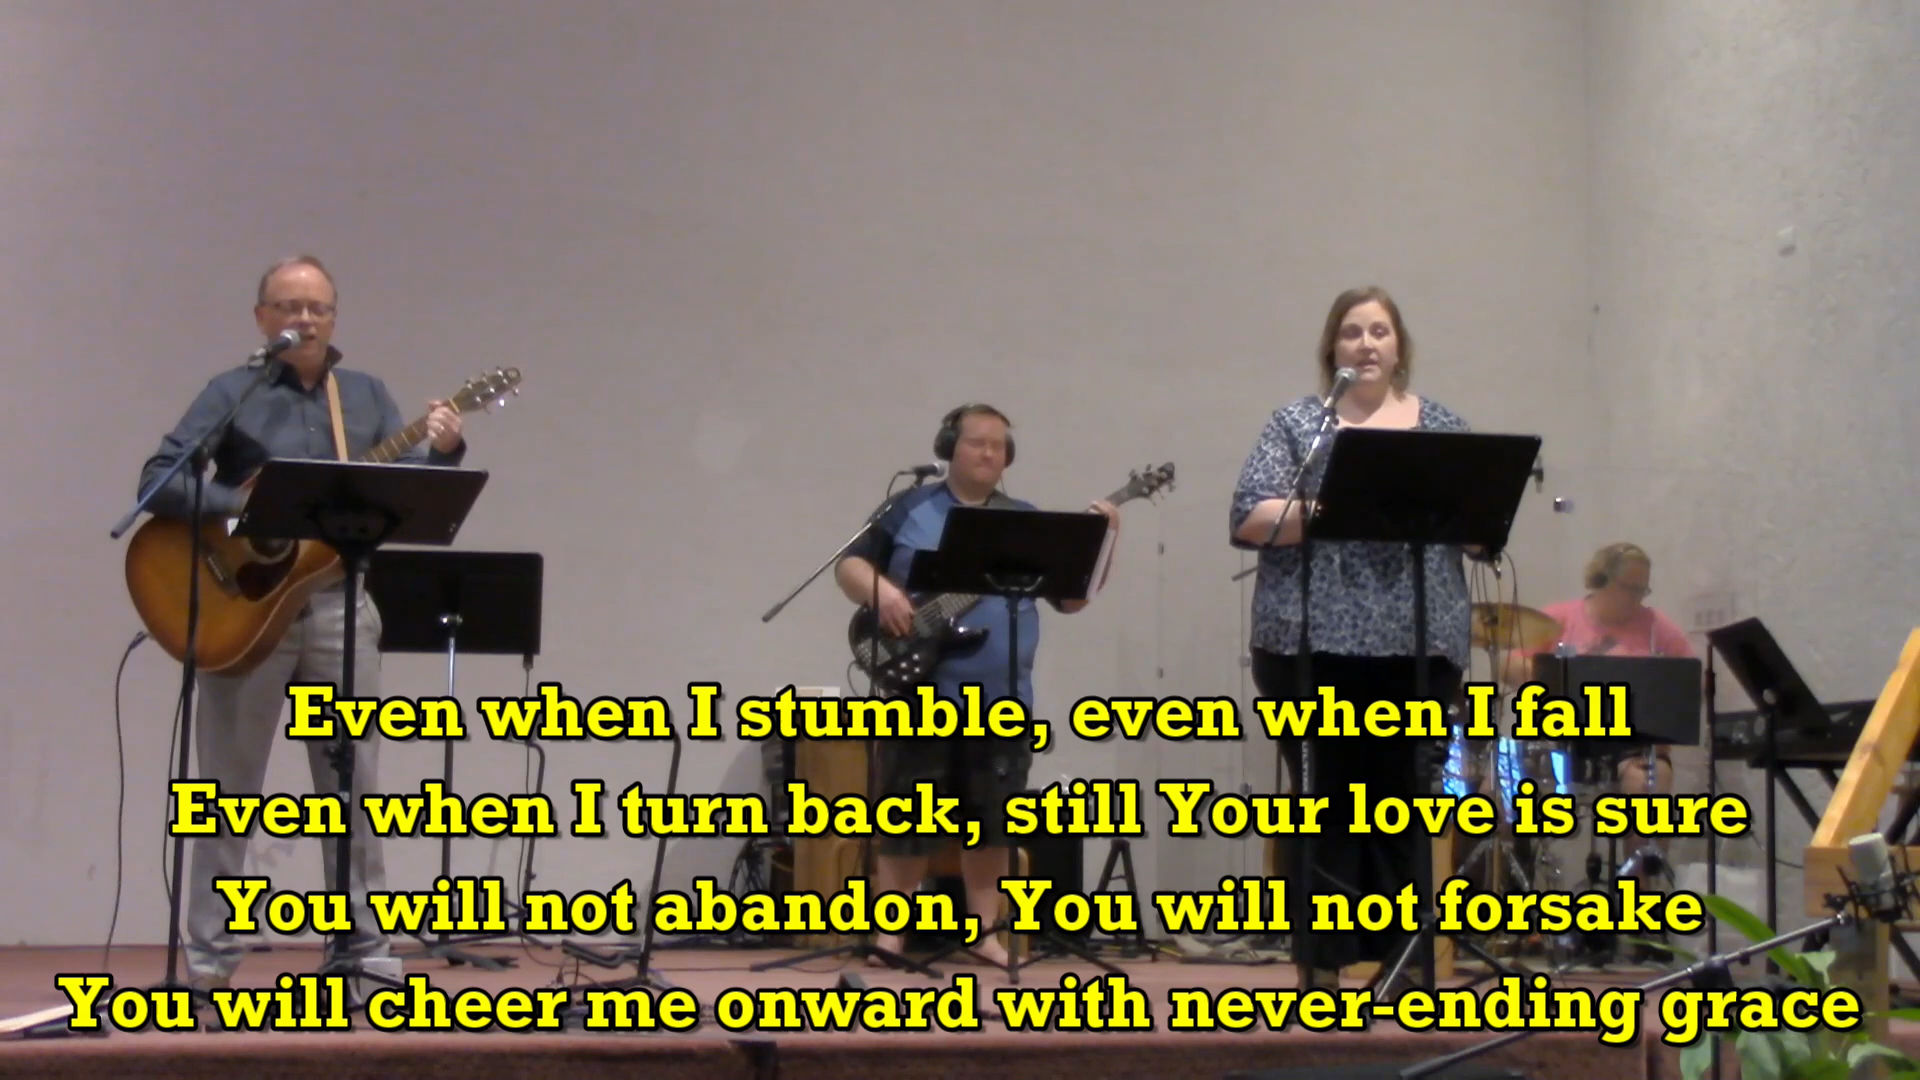 Even when I stumble, even when I fall
Even when I turn back, still Your love is sure
You will not abandon, You will not forsake
You will cheer me onward with never-ending grace